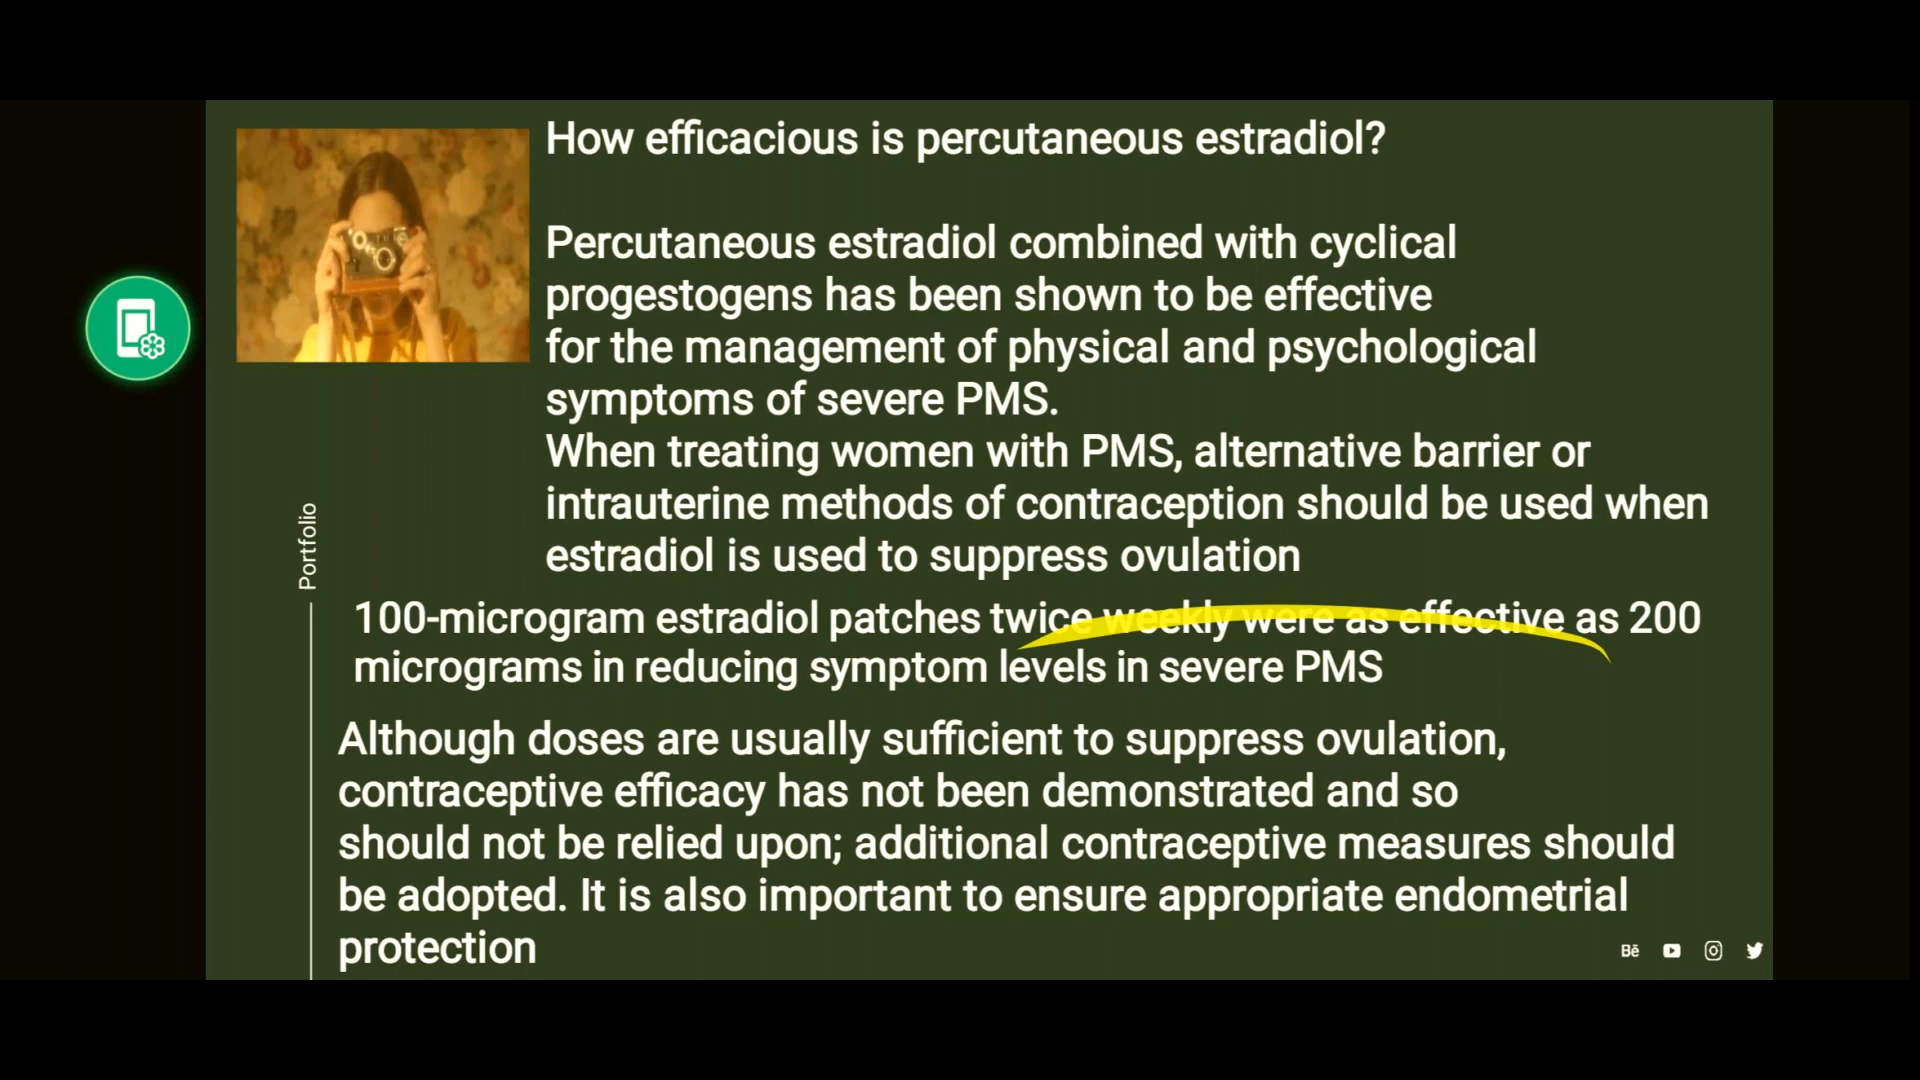 How efficacious is percutaneous estradiol?
Percutaneous estradiol combined with cyclical
progestogens has been shown to be effective
for the management of physical and psychological
symptoms of severe PMS.
When treating women with PMS, alternative barrier or
intrauterine methods of contraception should be used when
estradiol is used to suppress ovulation
Portfolio
100-microgram estradiol patches twice weekly were as effective as 200
micrograms in reducing symptom levels in severe PMS
Although doses are usually sufficient to suppress ovulation,
contraceptive efficacy has not been demonstrated and so
should not be relied upon; additional contraceptive measures should
be adopted. It is also important to ensure appropriate endometrial
protection
Bē